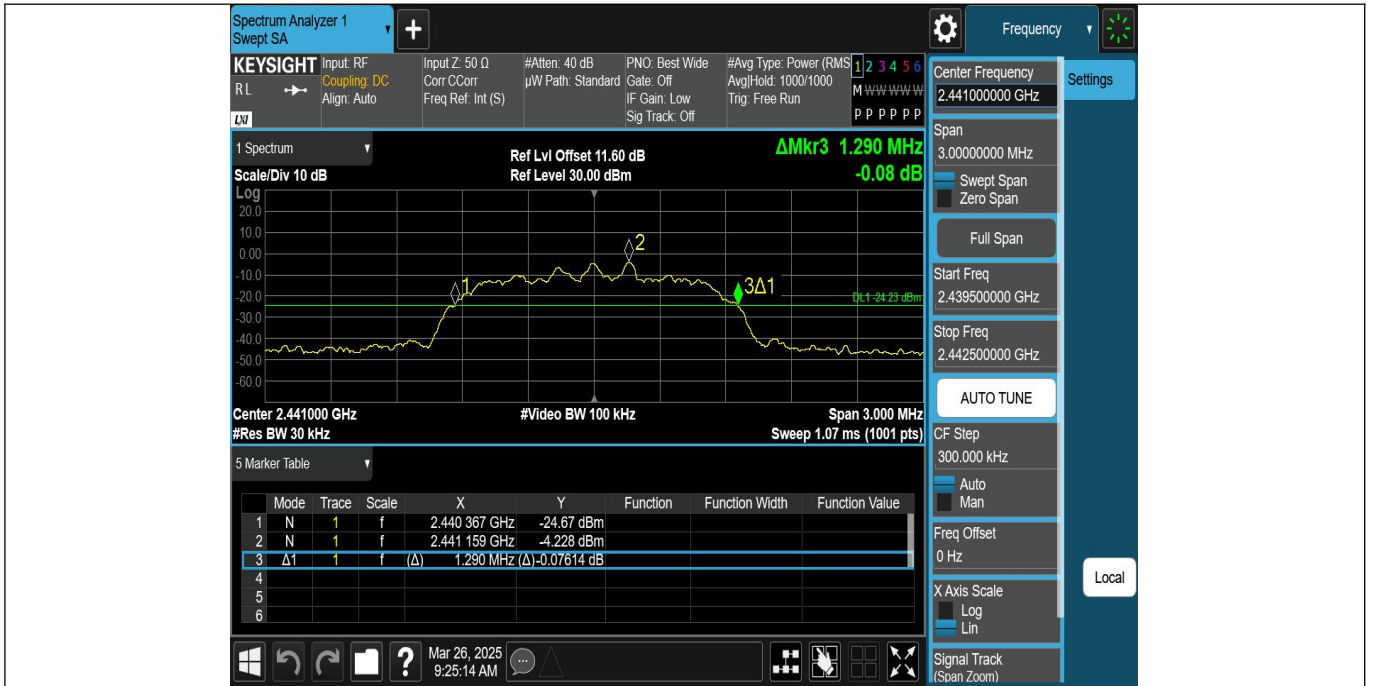 Spectrum Analyzer 1
Swept SA
+
Frequency
KEYSIGHT
RL
LXI
Input: RF
Coupling: DC
Align: Auto
Input Z: 50 Ω
Corr CCorr
Freq Ref: Int (S)
#Atten: 40 dB
µW Path: Standard
PNO: Best Wide
Gate: Off
IF Gain: Low
Sig Track: Off
#Avg Type: Power (RMS
Avg|Hold: 1000/1000
Trig: Free Run
1 2 3 4 5 6
M W W W W W
P P P P P P
Center Frequency
2.441000000 GHz
Settings
Span
3.00000000 MHz
Swept Span
Zero Span
Full Span
Start Freq
2.439500000 GHz
Stop Freq
2.442500000 GHz
AUTO TUNE
CF Step
300.000 kHz
Auto
Man
Freq Offset
0 Hz
X Axis Scale
Log
Lin
Signal Track
(Span Zoom)
Local
1 Spectrum
Scale/Div 10 dB
Ref Lvl Offset 11.60 dB
Ref Level 30.00 dBm
ΔMkr3 1.290 MHz
-0.08 dB
Log
20.0
10.0
0.00
-10.0
-20.0
-30.0
-40.0
-50.0
-60.0
1
2
3Δ1
DL1 -24.23 dBm
Center 2.441000 GHz
#Video BW 100 kHz
Span 3.000 MHz
#Res BW 30 kHz
Sweep 1.07 ms (1001 pts)
5 Marker Table
Mode Trace Scale X Y Function Function Width Function Value
1 N 1 f 2.440 367 GHz -24.67 dBm
2 N 1 f 2.441 159 GHz -4.228 dBm
3 Δ1 1 f (Δ) 1.290 MHz (Δ) -0.07614 dB
4
5
6
?
Mar 26, 2025
9:25:14 AM